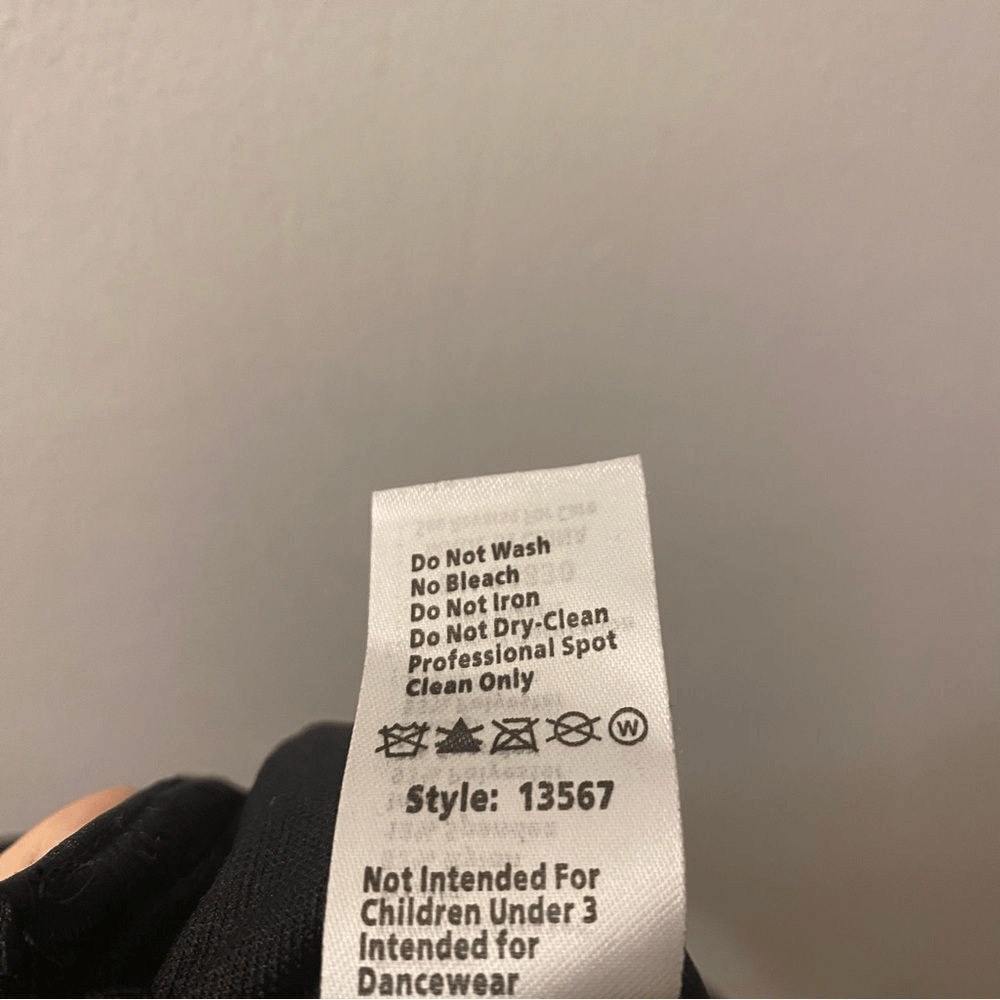 Do Not Wash
No Bleach
Do Not Iron
Do Not Dry-Clean
Professional Spot
Clean Only
W
Style: 13567
Not Intended For
Children Under 3
Intended for
Dancewear